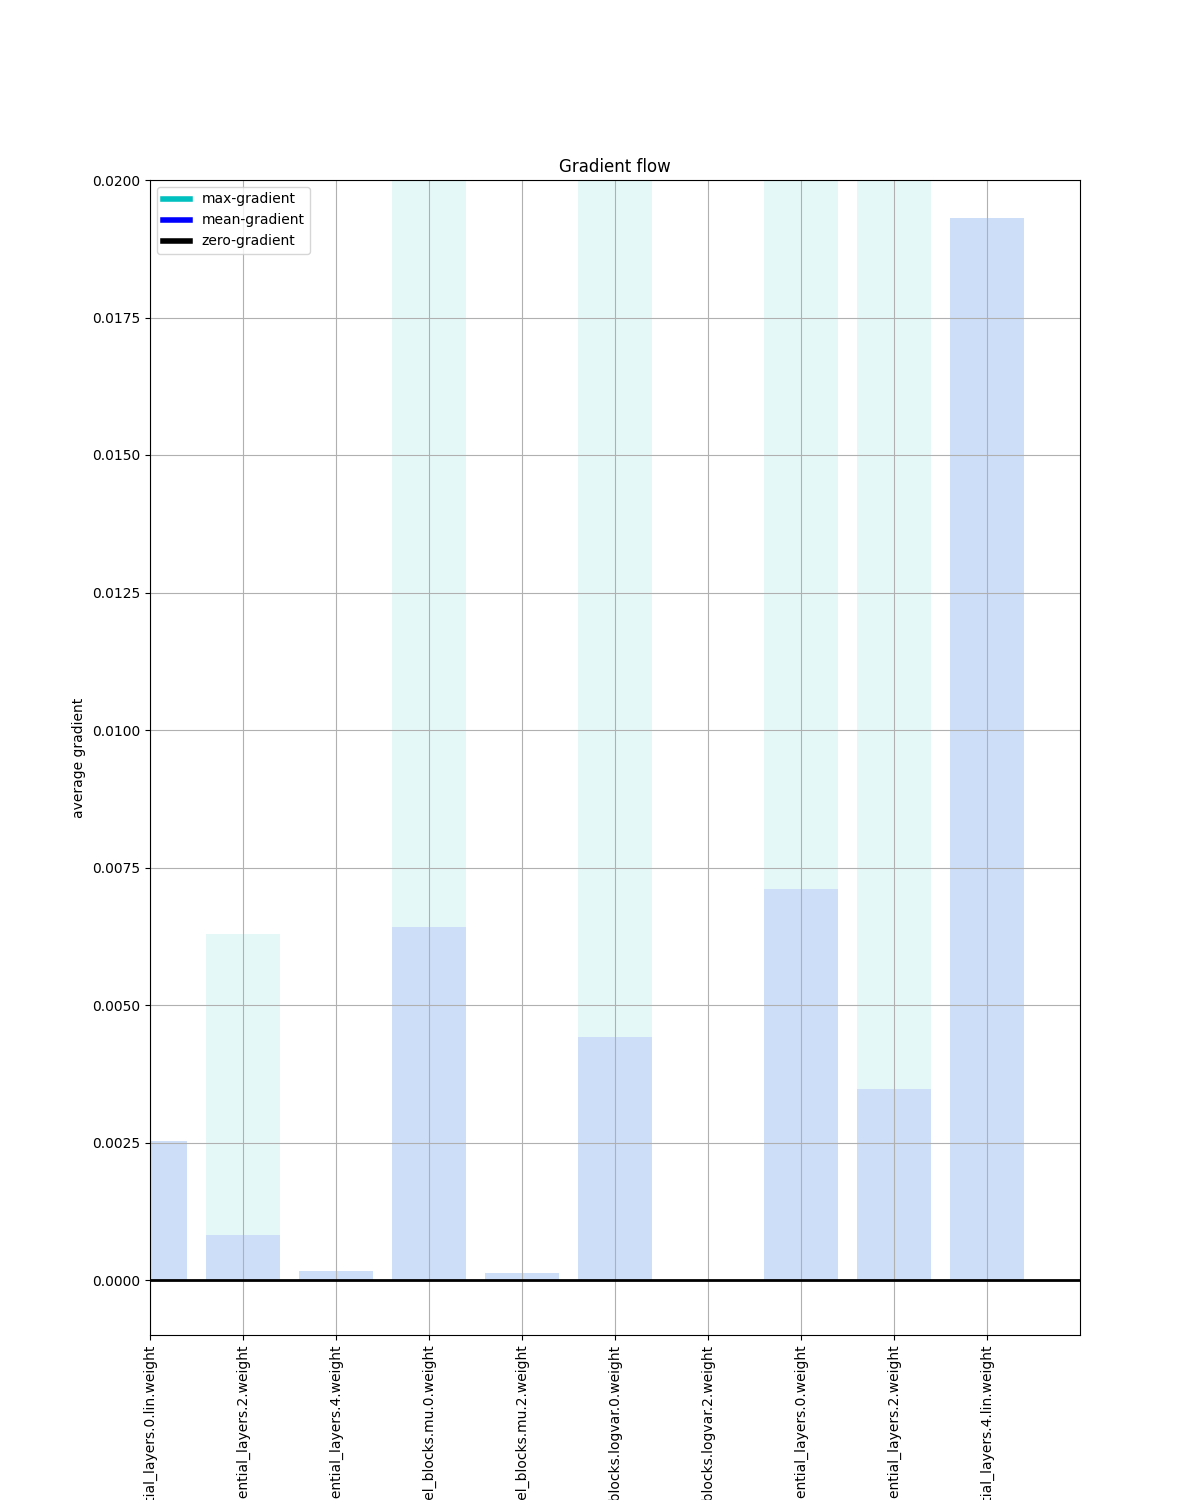 Gradient flow
max-gradient
mean-gradient
zero-gradient
0.0200
0.0175
0.0150
0.0125
0.0100
0.0075
0.0050
0.0025
0.0000
average gradient
tial_layers.0.lin.weight
ential_layers.2.weight
ential_layers.4.weight
el_blocks.mu.0.weight
el_blocks.mu.2.weight
blocks.logvar.0.weight
blocks.logvar.2.weight
ential_layers.0.weight
ential_layers.2.weight
tial_layers.4.lin.weight